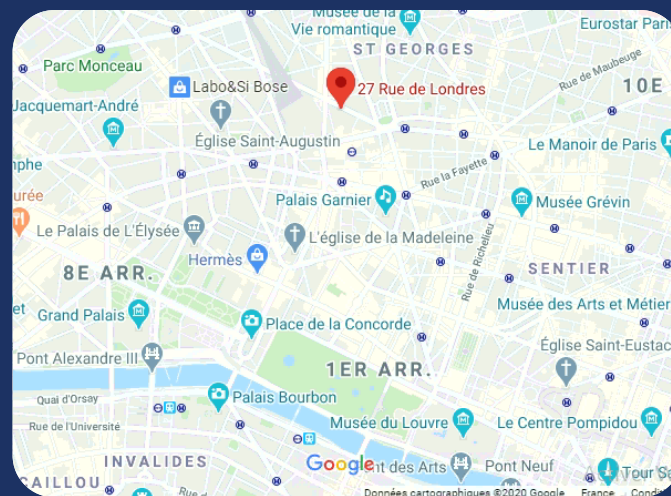 Musée de la
Vie romantique
Eurostar Paris
ST GEORGES
Parc Monceau
Rue de Maubeuge
10E
Labo&Si Bose
27 Rue de Londres
Jacquemart-André
Église Saint-Augustin
Le Manoir de Paris
Rue la Fayette
Palais Garnier
Musée Grévin
Le Palais de L'Élysée
L'église de la Madeleine
Rue de Richelieu
Hermès
8E ARR.
SENTIER
Grand Palais
Musée des Arts et Métier
Place de la Concorde
Pont Alexandre III
1ER ARR.
Église Saint-Eustac
Quai d'Orsay
Palais Bourbon
Rue de l'Université
Musée du Louvre
Le Centre Pompidou
INVALIDES
Google
Pont des Arts
Pont Neuf
CAILLOU
Tour
Données cartographiques ©2020 Google
France